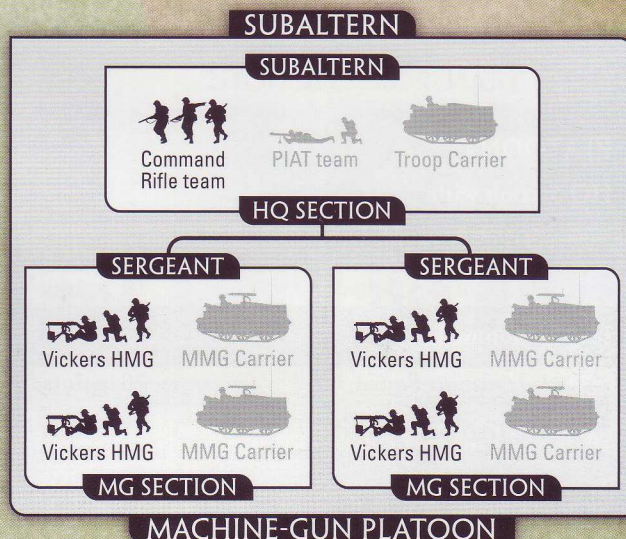 SUBALTERN
SUBALTERN
Command
Rifle team
PIAT team
Troop Carrier
HQ SECTION
SERGEANT
SERGEANT
Vickers HMG
MMG Carrier
Vickers HMG
MMG Carrier
Vickers HMG
MMG Carrier
Vickers HMG
MMG Carrier
MG SECTION
MG SECTION
MACHINE-GUN PLATOON